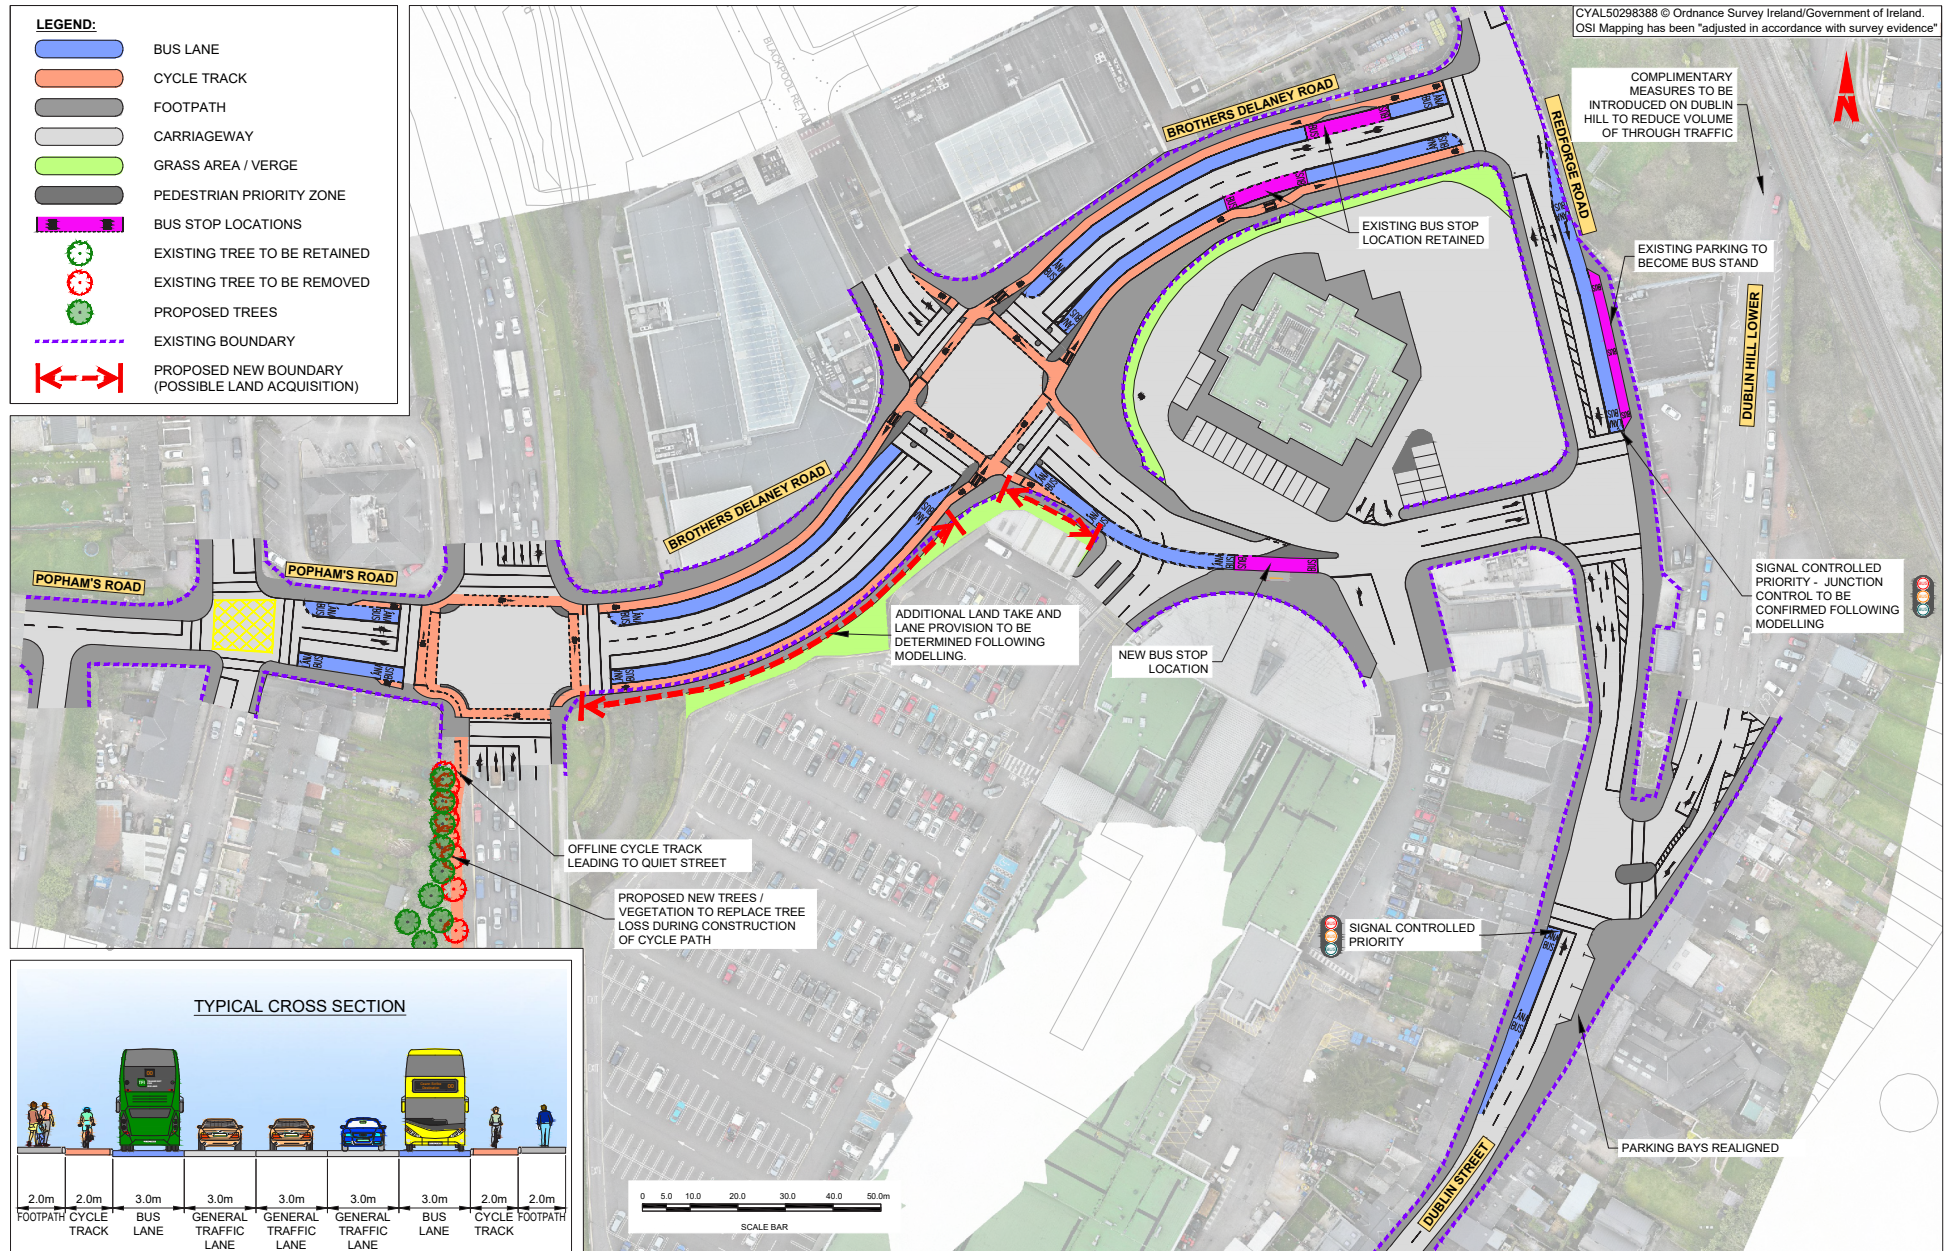 LEGEND:
BUS LANE
CYCLE TRACK
FOOTPATH
CARRIAGEWAY
GRASS AREA / VERGE
PEDESTRIAN PRIORITY ZONE
BUS STOP LOCATIONS
EXISTING TREE TO BE RETAINED
EXISTING TREE TO BE REMOVED
PROPOSED TREES
EXISTING BOUNDARY
PROPOSED NEW BOUNDARY
(POSSIBLE LAND ACQUISITION)
CYAL50298388 © Ordnance Survey Ireland/Government of Ireland.
OSI Mapping has been "adjusted in accordance with survey evidence"
N
COMPLIMENTARY
MEASURES TO BE
INTRODUCED ON DUBLIN
HILL TO REDUCE VOLUME
OF THROUGH TRAFFIC
BROTHERS DELANEY ROAD
REDFORGE ROAD
EXISTING BUS STOP
LOCATION RETAINED
EXISTING PARKING TO
BECOME BUS STAND
DUBLIN HILL LOWER
BROTHERS DELANEY ROAD
POPHAM'S ROAD
POPHAM'S ROAD
SIGNAL CONTROLLED
PRIORITY - JUNCTION
CONTROL TO BE
CONFIRMED FOLLOWING
MODELLING
ADDITIONAL LAND TAKE AND
LANE PROVISION TO BE
DETERMINED FOLLOWING
MODELLING.
NEW BUS STOP
LOCATION
OFFLINE CYCLE TRACK
LEADING TO QUIET STREET
PROPOSED NEW TREES /
VEGETATION TO REPLACE TREE
LOSS DURING CONSTRUCTION
OF CYCLE PATH
SIGNAL CONTROLLED
PRIORITY
PARKING BAYS REALIGNED
DUBLIN STREET
TYPICAL CROSS SECTION
2.0m 2.0m 3.0m 3.0m 3.0m 3.0m 3.0m 2.0m 2.0m
FOOTPATH CYCLE TRACK BUS LANE GENERAL TRAFFIC LANE GENERAL TRAFFIC LANE GENERAL TRAFFIC LANE BUS LANE CYCLE TRACK FOOTPATH
0 5.0 10.0 20.0 30.0 40.0 50.0m
SCALE BAR